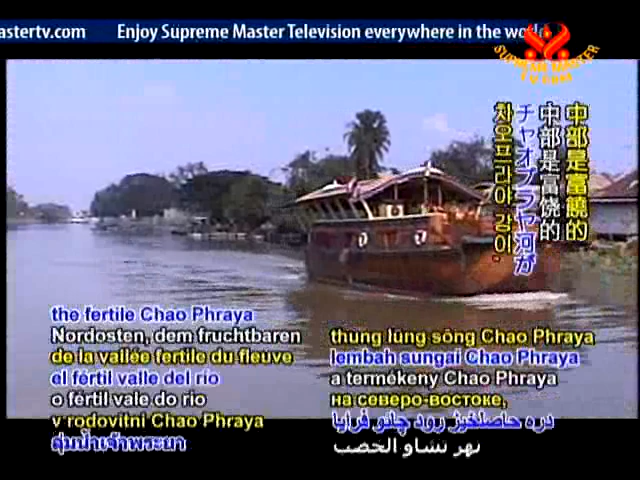 astertv.com Enjoy Supreme Master Television everywhere in the world
SUPREME MASTER
TV
中部是富饒的
中部是富饶的
チャオプラヤ河が
차오프라야 강이
the fertile Chao Phraya
Nordosten, dem fruchtbaren
de la vallée fertile du fleuve
el fértil valle del río
o fértil vale do rio
v rodovitni Chao Phraya
ลุ่มน้ำเจ้าพระยา
thung lũng sông Chao Phraya
lembah sungai Chao Phraya
a termékeny Chao Phraya
на северо-востоке,
دره حاصلخیز رود چائو فرایا
نهر تشاو الخصب